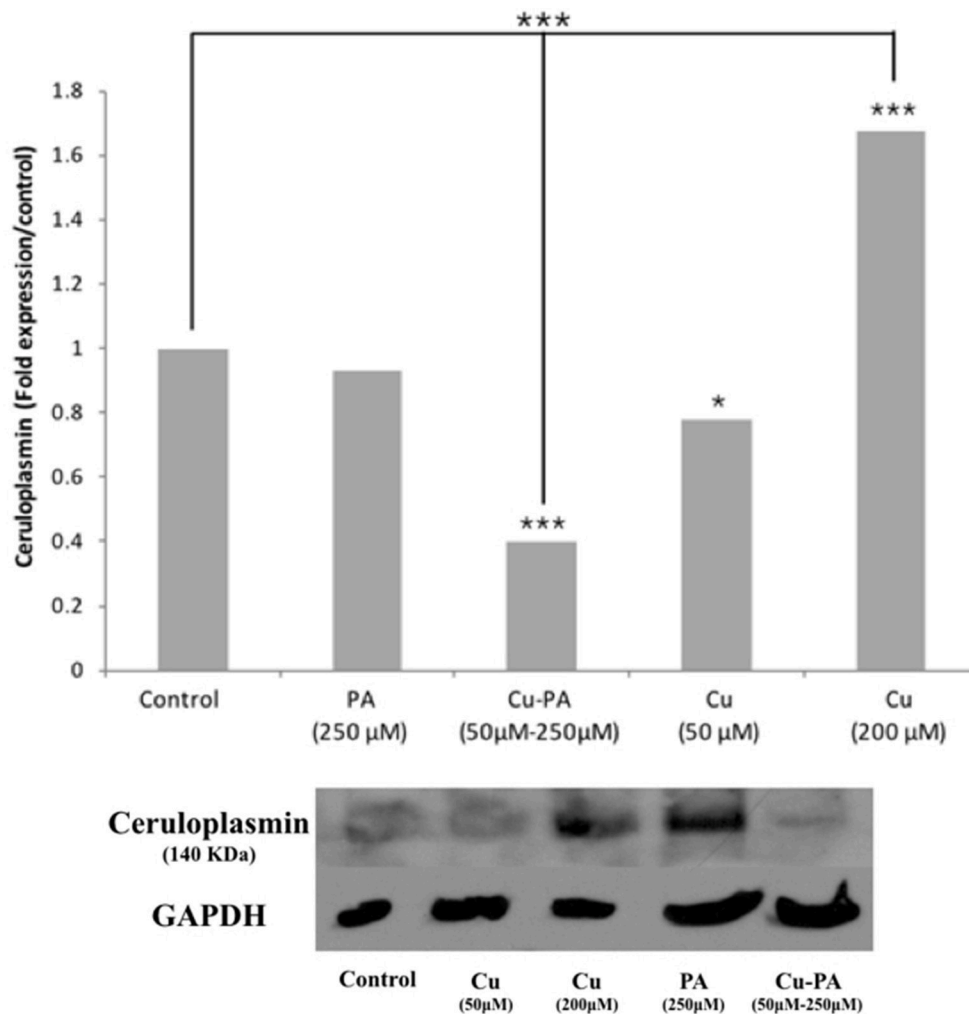 ***
1.8
1.6
1.4
1.2
1
0.8
0.6
0.4
0.2
0
Ceruloplasmin (Fold expression/control)
***
*
***
Control
PA
(250 µM)
Cu-PA
(50µM-250µM)
Cu
(50 µM)
Cu
(200 µM)
Ceruloplasmin
(140 KDa)
GAPDH
Control
Cu
(50µM)
Cu
(200µM)
PA
(250µM)
Cu-PA
(50µM-250µM)